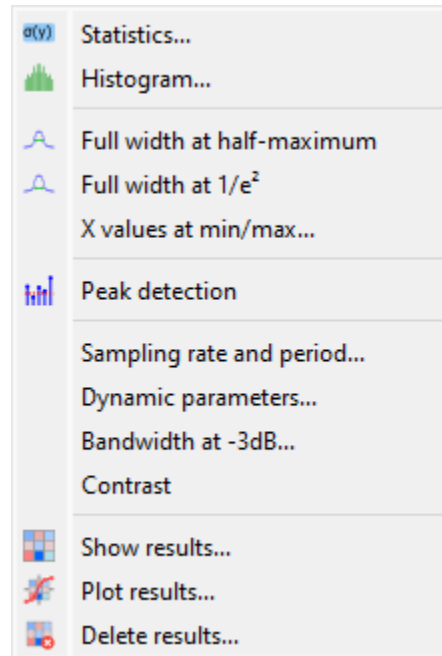 σ(y) Statistics...
Histogram...
Full width at half-maximum
Full width at 1/e²
X values at min/max...
Peak detection
Sampling rate and period...
Dynamic parameters...
Bandwidth at -3dB...
Contrast
Show results...
Plot results...
Delete results...